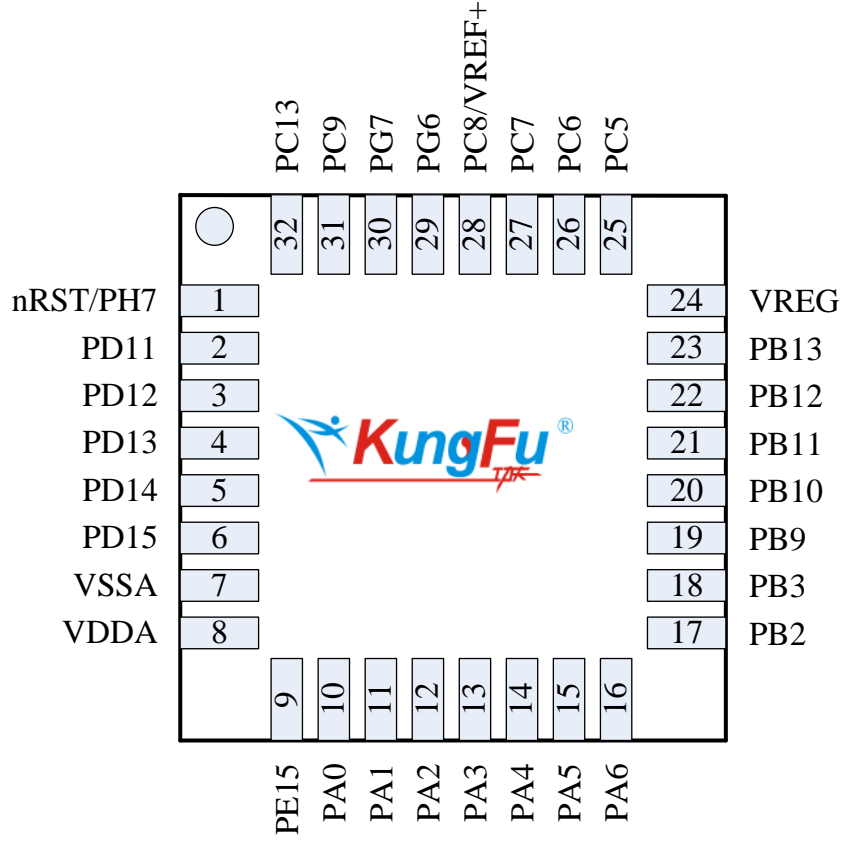 PC13 PC9 PG7 PG6 PC8/VREF+ PC7 PC6 PC5
32 31 30 29 28 27 26 25
nRST/PH7 1 24 VREG
PD11 2 23 PB13
PD12 3 22 PB12
PD13 4 21 PB11
KungFu ®
PD14 5 20 PB10
PD15 6 19 PB9
VSSA 7 18 PB3
VDDA 8 17 PB2
9 10 11 12 13 14 15 16
PE15 PA0 PA1 PA2 PA3 PA4 PA5 PA6